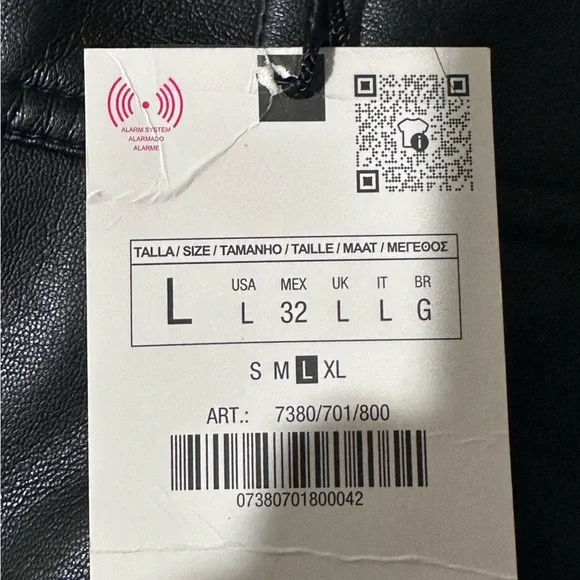 ALARM SYSTEM
ALARMADO
ALARME
TALLA / SIZE / TAMANHO / TAILLE / MAAT / ΜΕΓΕΘΟΣ
L
USA MEX UK IT BR
L 32 L L G
S M L XL
ART.: 7380/701/800
07380701800042